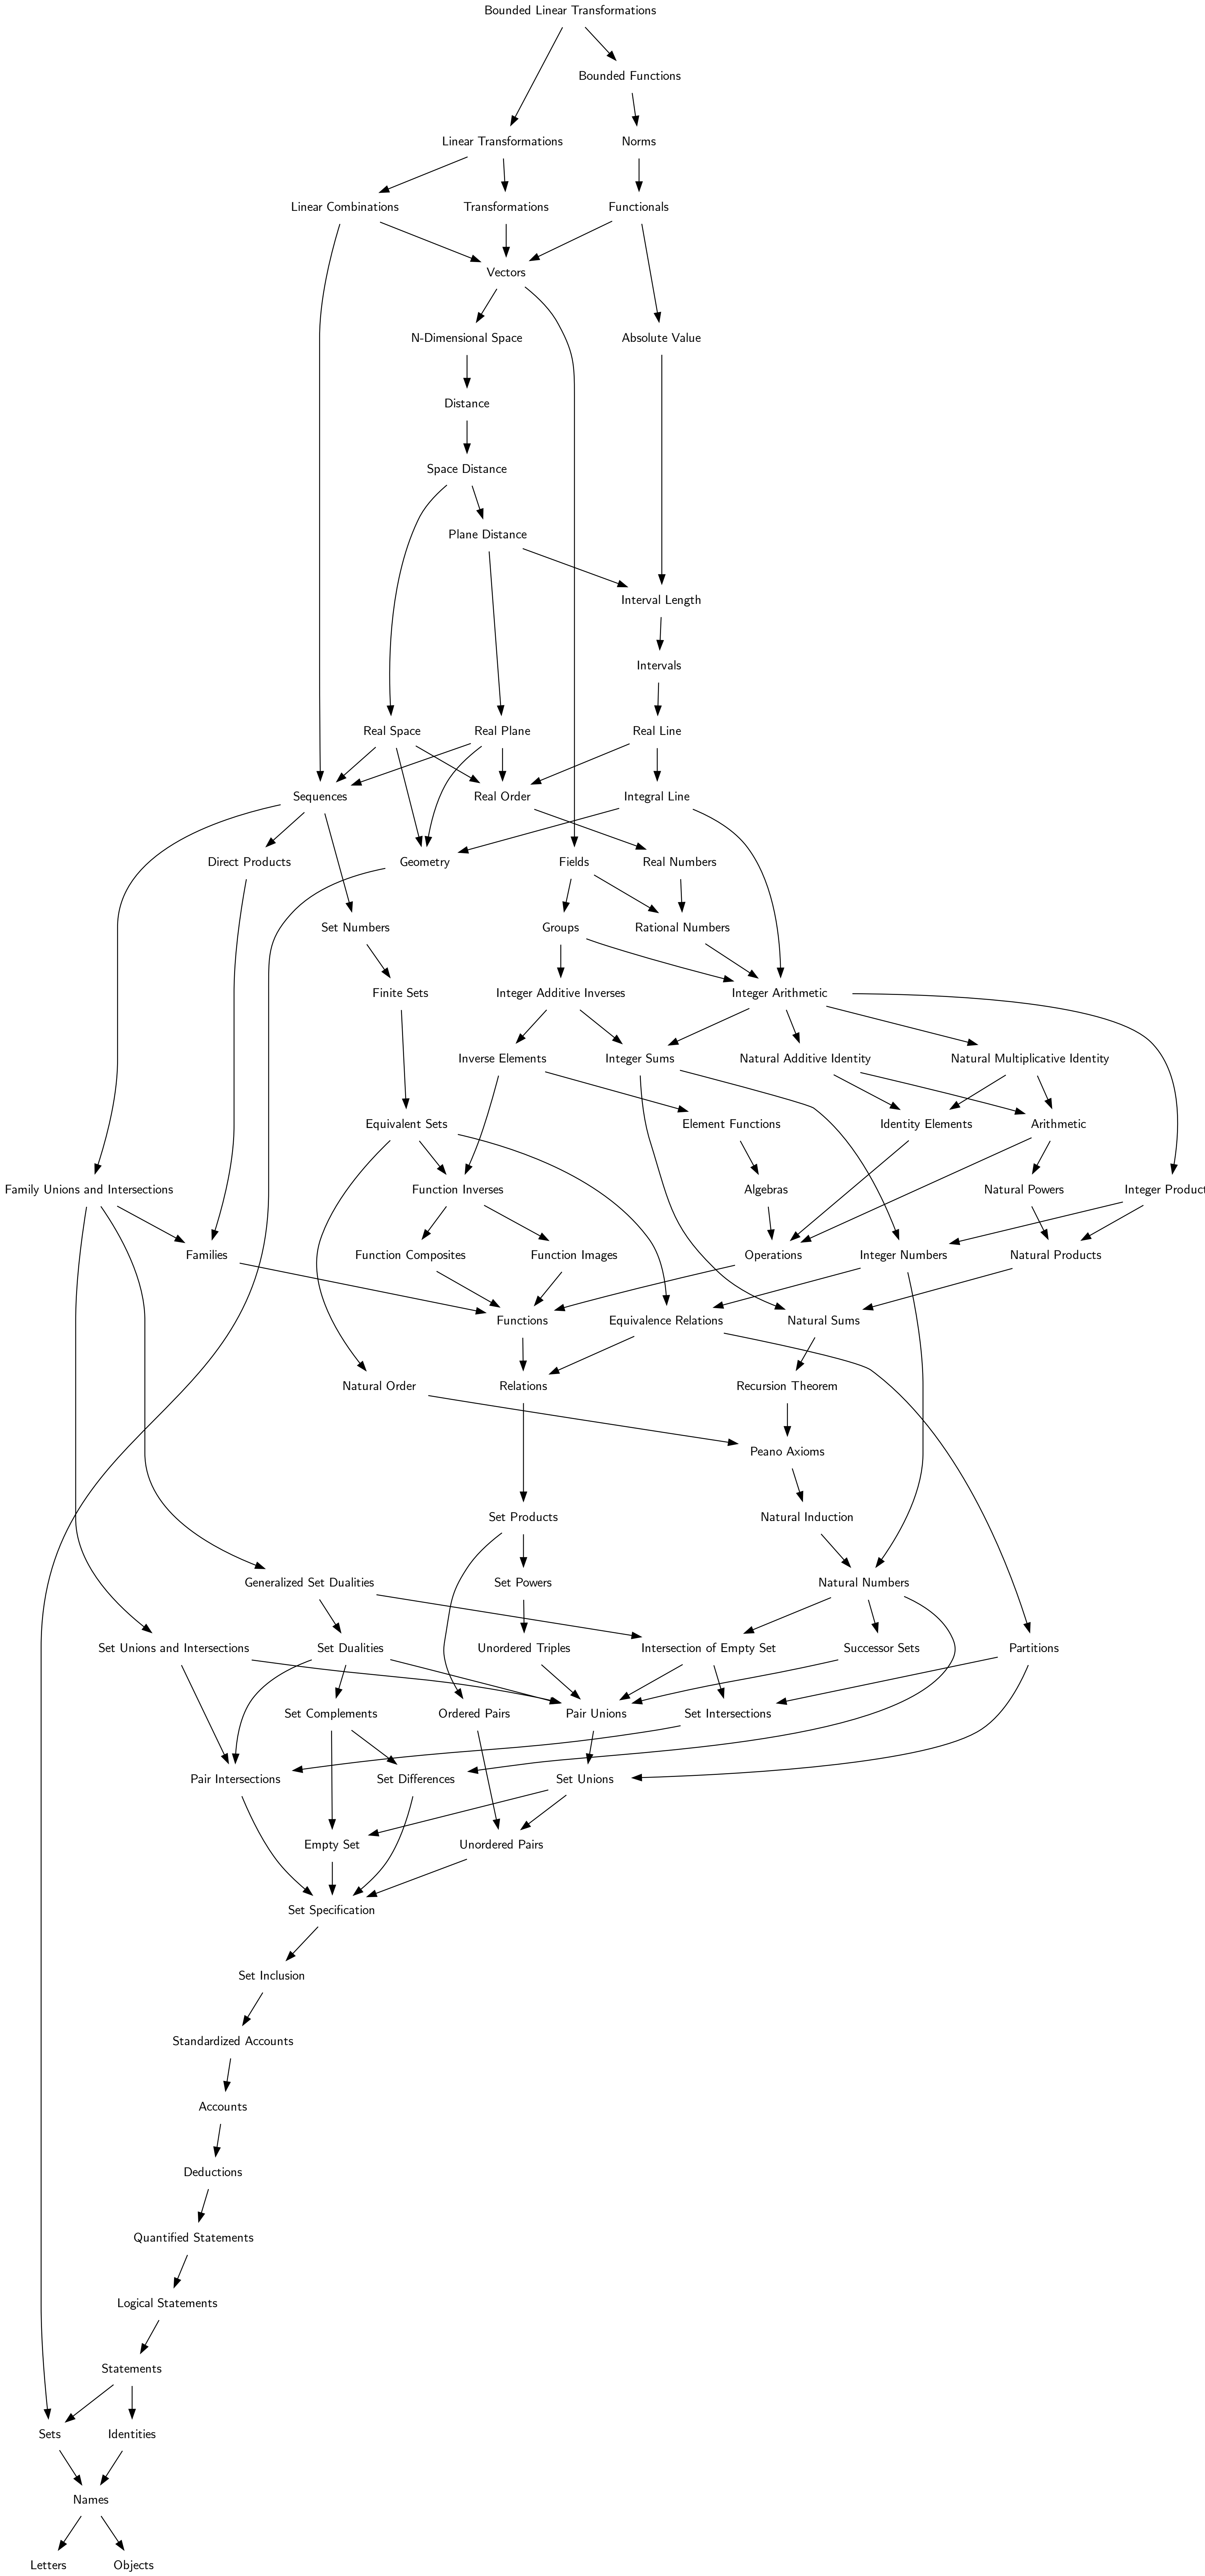 Bounded Linear Transformations
Bounded Functions
Linear Transformations
Norms
Linear Combinations
Transformations
Functionals
Vectors
N-Dimensional Space
Absolute Value
Distance
Space Distance
Plane Distance
Interval Length
Intervals
Real Space
Real Plane
Real Line
Sequences
Real Order
Integral Line
Direct Products
Geometry
Fields
Real Numbers
Set Numbers
Groups
Rational Numbers
Finite Sets
Integer Additive Inverses
Integer Arithmetic
Inverse Elements
Integer Sums
Natural Additive Identity
Natural Multiplicative Identity
Equivalent Sets
Element Functions
Identity Elements
Arithmetic
Family Unions and Intersections
Function Inverses
Algebras
Natural Powers
Integer Product
Families
Function Composites
Function Images
Operations
Integer Numbers
Natural Products
Functions
Equivalence Relations
Natural Sums
Natural Order
Relations
Recursion Theorem
Peano Axioms
Set Products
Natural Induction
Generalized Set Dualities
Set Powers
Natural Numbers
Set Unions and Intersections
Set Dualities
Unordered Triples
Intersection of Empty Set
Successor Sets
Partitions
Set Complements
Ordered Pairs
Pair Unions
Set Intersections
Pair Intersections
Set Differences
Set Unions
Empty Set
Unordered Pairs
Set Specification
Set Inclusion
Standardized Accounts
Accounts
Deductions
Quantified Statements
Logical Statements
Statements
Sets
Identities
Names
Letters
Objects